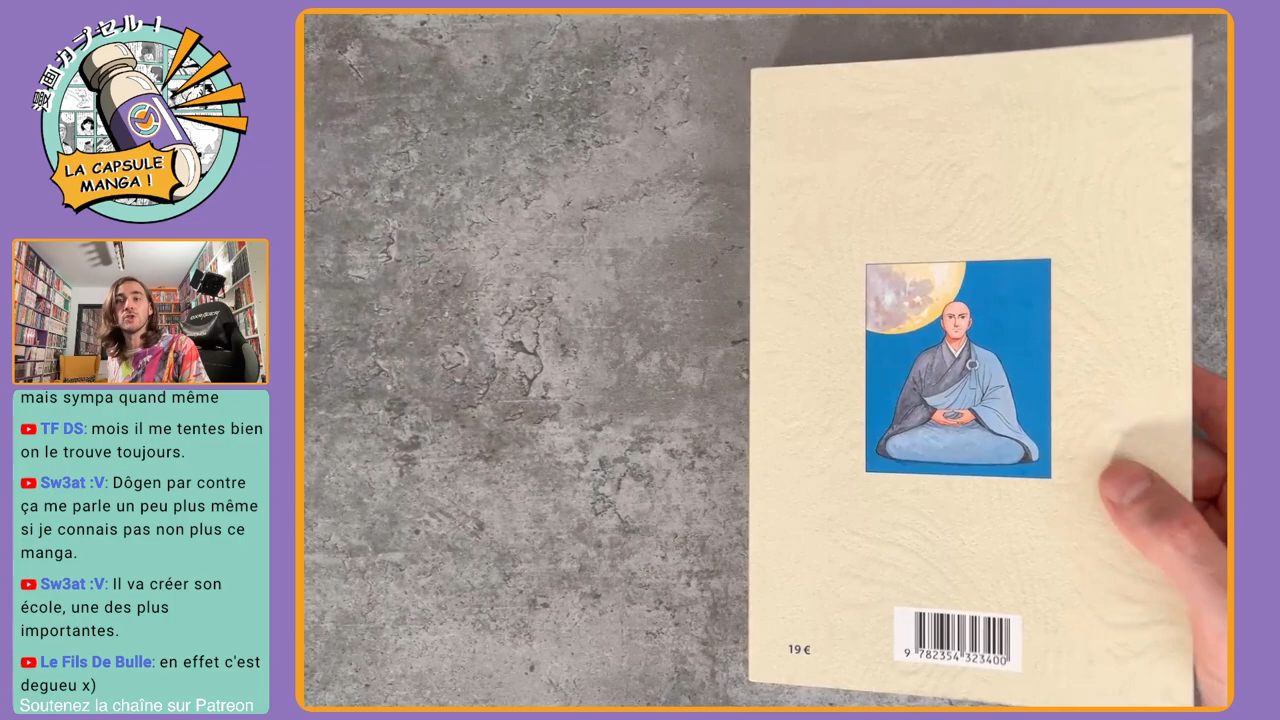 漫画カプセル！
LA CAPSULE
MANGA !
mais sympa quand même
TF DS: mois il me tentes bien
on le trouve toujours.
Sw3at :V: Dôgen par contre
ça me parle un peu plus même
si je connais pas non plus ce
manga.
Sw3at :V: Il va créer son
école, une des plus
importantes.
Le Fils De Bulle: en effet c'est
degueu x)
Soutenez la chaîne sur Patreon
19 €
9 782354 323400